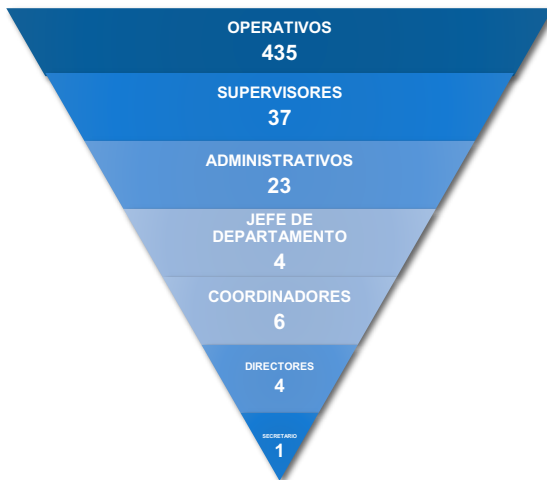 OPERATIVOS
435
SUPERVISORES
37
ADMINISTRATIVOS
23
JEFE DE
DEPARTAMENTO
4
COORDINADORES
6
DIRECTORES
4
SECRETARIO
1